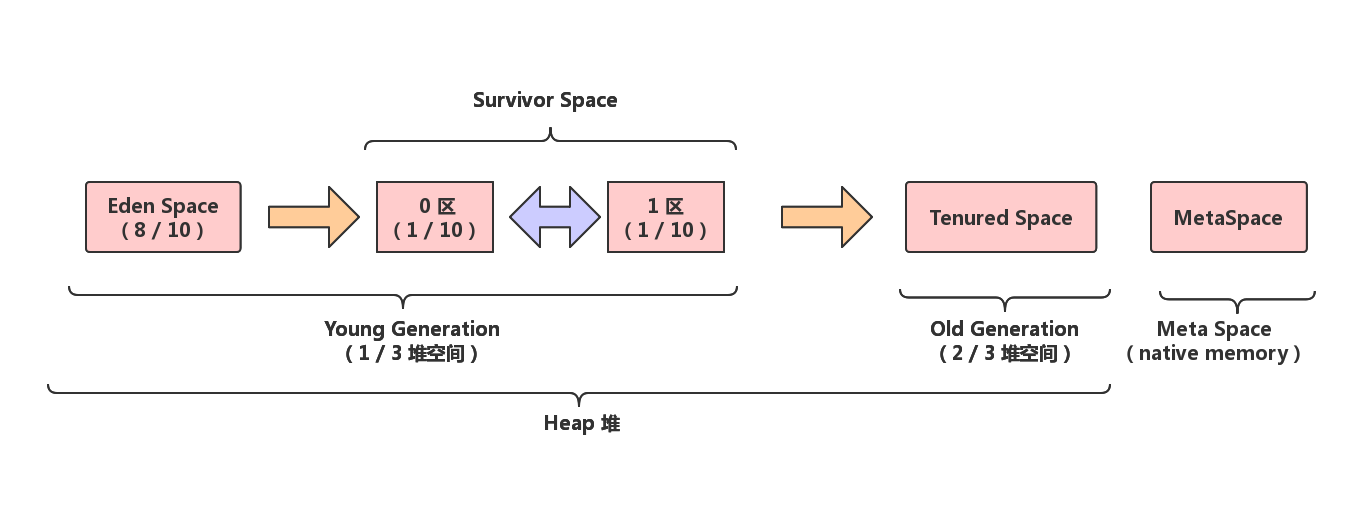 Survivor Space
Eden Space
( 8 / 10 )
0 区
( 1 / 10 )
1 区
( 1 / 10 )
Tenured Space
MetaSpace
Young Generation
( 1 / 3 堆空间 )
Old Generation
( 2 / 3 堆空间 )
Meta Space
( native memory )
Heap 堆